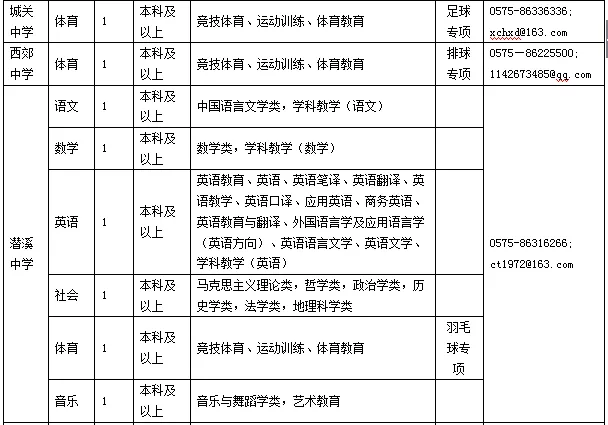 城关中学 体育 1 本科及以上 竞技体育、运动训练、体育教育 足球专项 0575-86336336; xchxd@163.com
西郊中学 体育 1 本科及以上 竞技体育、运动训练、体育教育 排球专项 0575-86225500; 1142673485@qq.com
潜溪中学 语文 1 本科及以上 中国语言文学类，学科教学（语文） 0575-86316266; ct1972@163.com
数学 1 本科及以上 数学类，学科教学（数学）
英语 1 本科及以上 英语教育、英语、英语笔译、英语翻译、英
语教学、英语口译、应用英语、商务英语、
英语教育与翻译、外国语言学及应用语言学
（英语方向）、英语语言文学、英语文学、
学科教学（英语）
社会 1 本科及以上 马克思主义理论类，哲学类，政治学类，历
史学类，法学类，地理科学类
体育 1 本科及以上 竞技体育、运动训练、体育教育 羽毛球专项
音乐 1 本科及以上 音乐与舞蹈学类，艺术教育